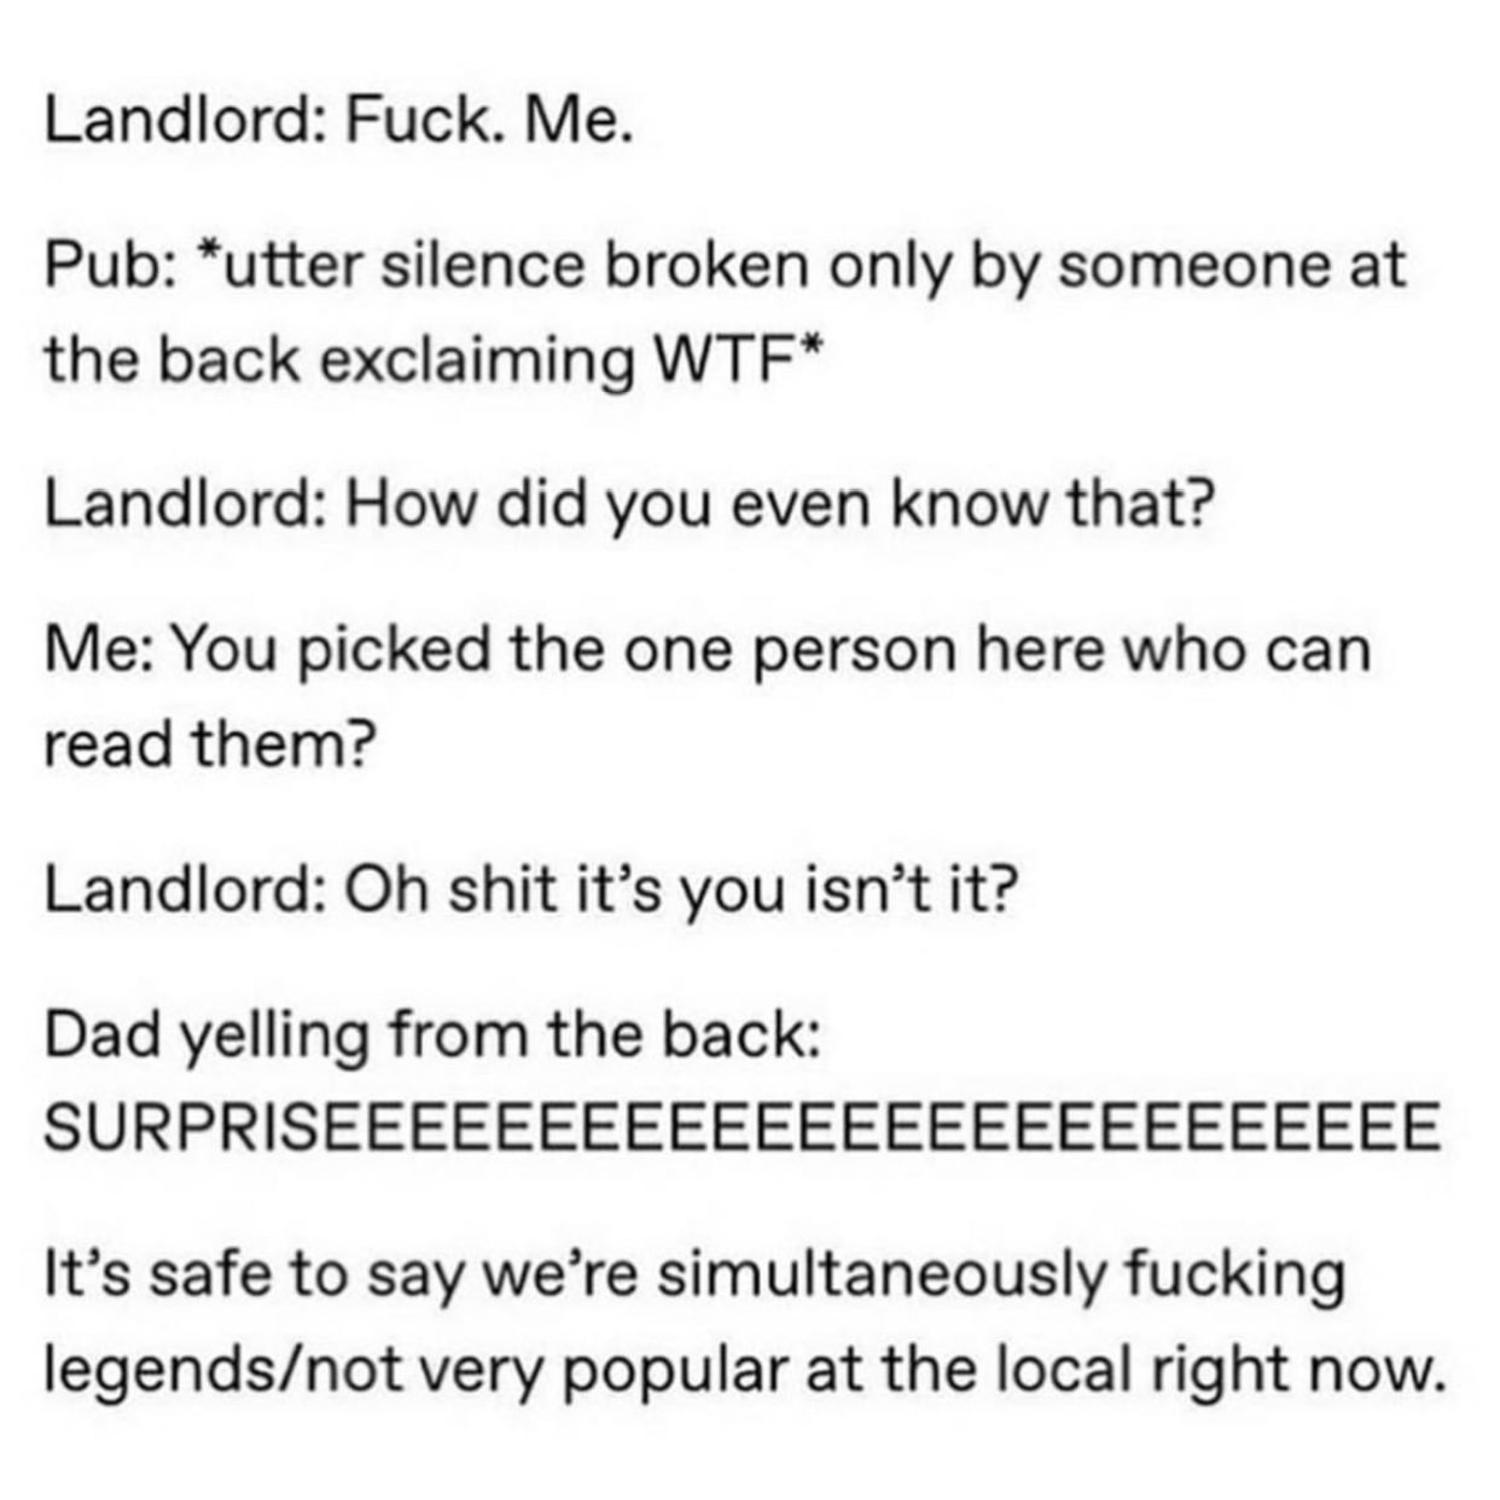 Landlord: Fuck. Me.
Pub: *utter silence broken only by someone at
the back exclaiming WTF*
Landlord: How did you even know that?
Me: You picked the one person here who can
read them?
Landlord: Oh shit it’s you isn’t it?
Dad yelling from the back:
SURPRISEEEEEEEEEEEEEEEEEEEEEEEEEE
It’s safe to say we’re simultaneously fucking
legends/not very popular at the local right now.